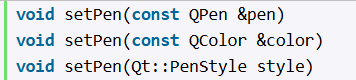 void setPen(const QPen &pen)
void setPen(const QColor &color)
void setPen(Qt::PenStyle style)